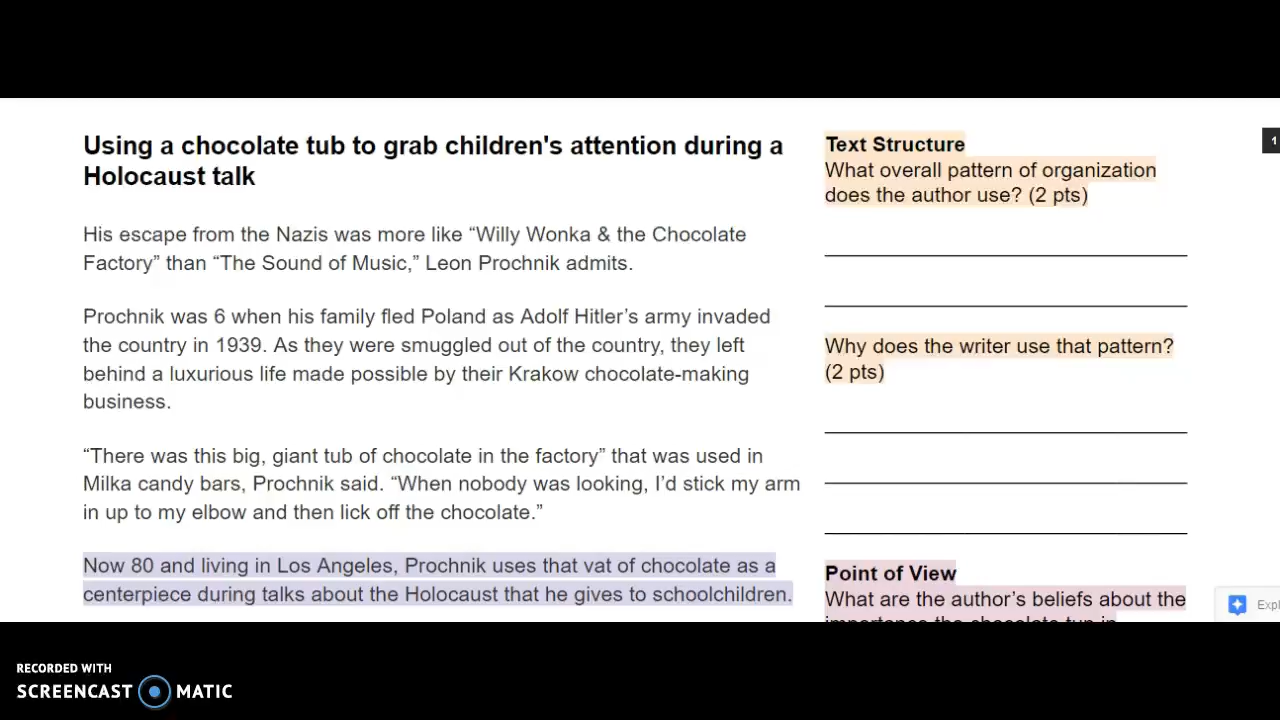 Using a chocolate tub to grab children's attention during a
Holocaust talk
His escape from the Nazis was more like “Willy Wonka & the Chocolate
Factory” than “The Sound of Music,” Leon Prochnik admits.
Prochnik was 6 when his family fled Poland as Adolf Hitler’s army invaded
the country in 1939. As they were smuggled out of the country, they left
behind a luxurious life made possible by their Krakow chocolate-making
business.
“There was this big, giant tub of chocolate in the factory” that was used in
Milka candy bars, Prochnik said. “When nobody was looking, I’d stick my arm
in up to my elbow and then lick off the chocolate.”
Now 80 and living in Los Angeles, Prochnik uses that vat of chocolate as a
centerpiece during talks about the Holocaust that he gives to schoolchildren.
Text Structure
What overall pattern of organization
does the author use? (2 pts)
Why does the writer use that pattern?
(2 pts)
Point of View
What are the author’s beliefs about the
importance the chocolate tub in
1
Expl
RECORDED WITH
SCREENCAST MATIC